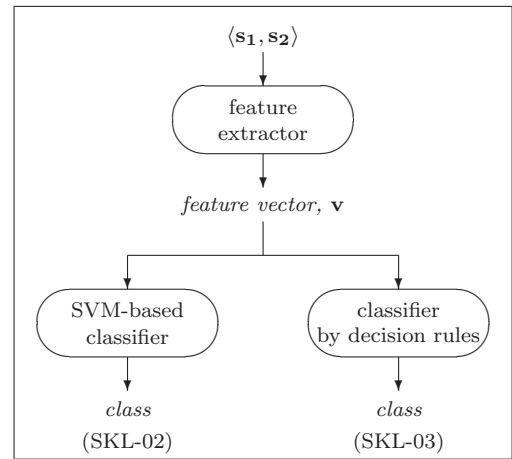 ⟨s₁, s₂⟩
feature
extractor
feature vector, v
SVM-based
classifier
classifier
by decision rules
class
class
(SKL-02)
(SKL-03)